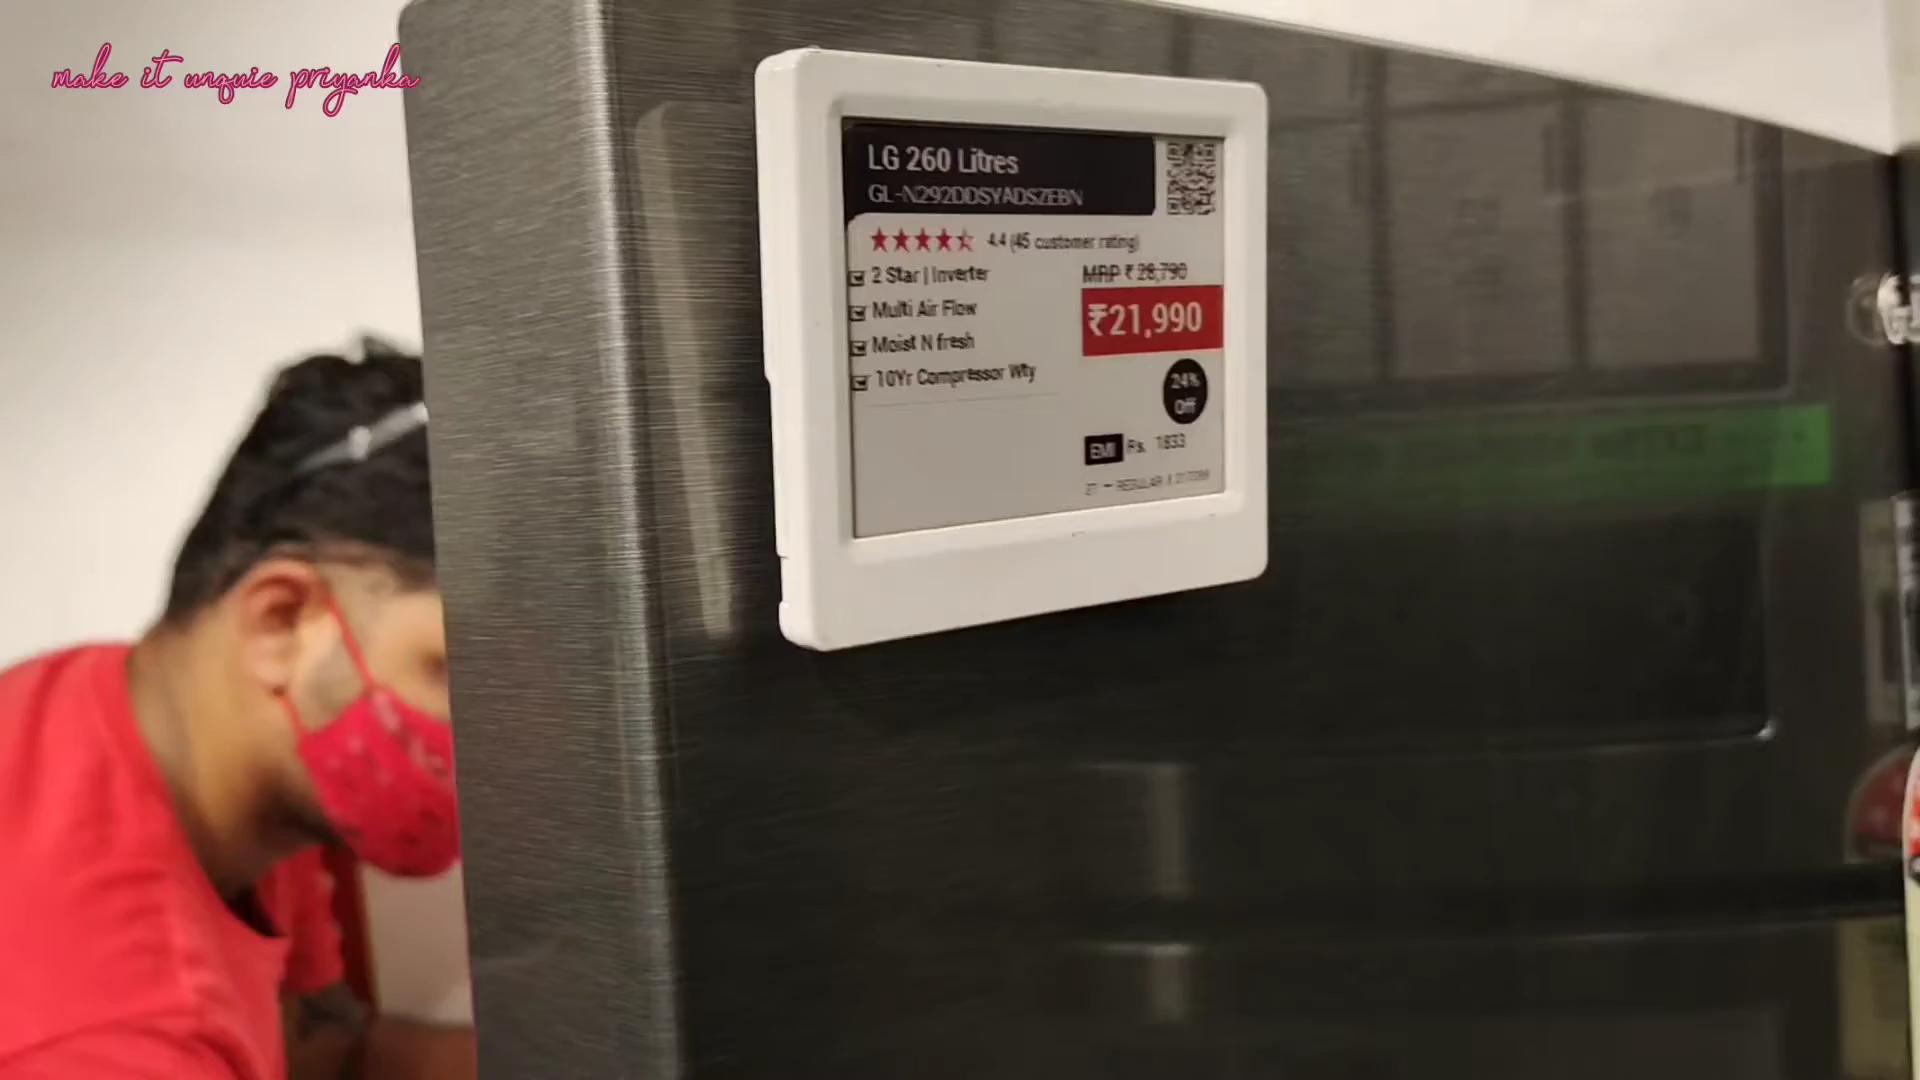 make it unquie priyanka
LG 260 Litres
GL-N292DDSYADSZEBN
4.4 (45 customer rating)
2 Star | Inverter
MRP ₹ 28,790
₹21,990
Multi Air Flow
Moist N fresh
10Yr Compressor Wty
24%
Off
EMI Rs. 1833
REGULAR